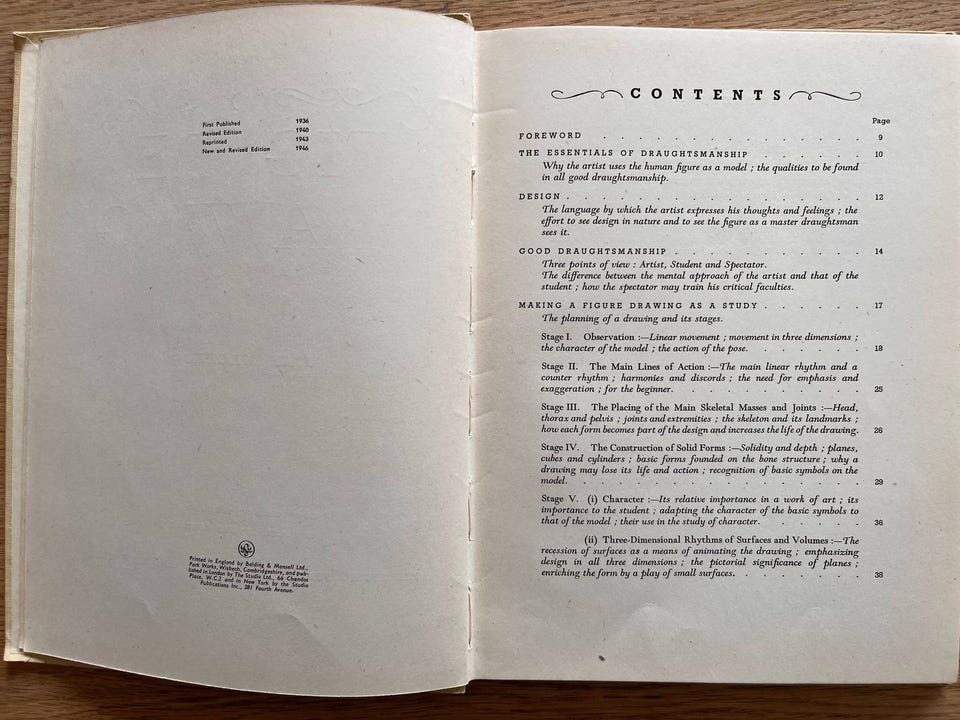 First Published 1936
Revised Edition 1940
Reprinted 1943
New and Revised Edition 1946
Printed in England by Balding & Mansell Ltd.,
Park Works, Wisbech, Cambridgeshire, and pub-
lished in London by The Studio Ltd., 66 Chandos
Place, W.C.2 and in New York by the Studio
Publications Inc., 381 Fourth Avenue.
CONTENTS
Page
FOREWORD . . . . . . . . . . . . . 9
THE ESSENTIALS OF DRAUGHTSMANSHIP . . . . . . 10
Why the artist uses the human figure as a model ; the qualities to be found
in all good draughtsmanship.
DESIGN . . . . . . . . . . . . . . 12
The language by which the artist expresses his thoughts and feelings ; the
effort to see design in nature and to see the figure as a master draughtsman
sees it.
GOOD DRAUGHTSMANSHIP . . . . . . . . . 14
Three points of view : Artist, Student and Spectator.
The difference between the mental approach of the artist and that of the
student ; how the spectator may train his critical faculties.
MAKING A FIGURE DRAWING AS A STUDY . . . . . 17
The planning of a drawing and its stages.
Stage I. Observation :—Linear movement ; movement in three dimensions ;
the character of the model ; the action of the pose. . . . . . 18
Stage II. The Main Lines of Action :—The main linear rhythm and a
counter rhythm ; harmonies and discords ; the need for emphasis and
exaggeration ; for the beginner. . . . . . . . . 25
Stage III. The Placing of the Main Skeletal Masses and Joints :—Head,
thorax and pelvis ; joints and extremities ; the skeleton and its landmarks ;
how each form becomes part of the design and increases the life of the drawing. 26
Stage IV. The Construction of Solid Forms :—Solidity and depth ; planes,
cubes and cylinders ; basic forms founded on the bone structure ; why a
drawing may lose its life and action ; recognition of basic symbols on the
model. . . . . . . . . . . . . . 29
Stage V. (i) Character :—Its relative importance in a work of art ; its
importance to the student ; adapting the character of the basic symbols to
that of the model ; their use in the study of character. . . . . . 36
(ii) Three-Dimensional Rhythms of Surfaces and Volumes :—The
recession of surfaces as a means of animating the drawing ; emphasizing
design in all three dimensions ; the pictorial significance of planes ;
enriching the form by a play of small surfaces. . . . . . . 38